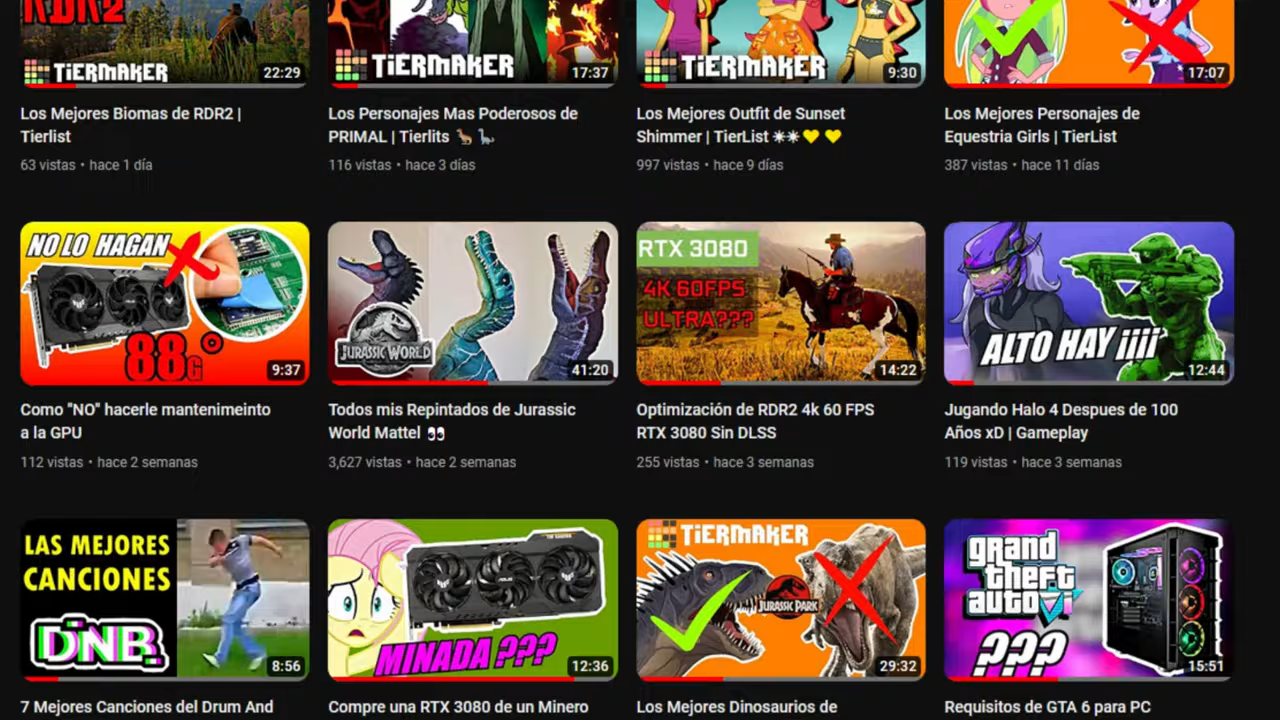 RDR2
TiERMAKER
22:29
TiERMAKER
17:37
TiERMAKER
9:30
17:07
Los Mejores Biomas de RDR2 |
Tierlist
63 vistas • hace 1 día
Los Personajes Mas Poderosos de
PRIMAL | Tierlits 🦙 🦕
116 vistas • hace 3 días
Los Mejores Outfit de Sunset
Shimmer | TierList ☀☀💛 💛
997 vistas • hace 9 días
Los Mejores Personajes de
Equestria Girls | TierList
387 vistas • hace 11 días
NO LO HAGAN
88G°
9:37
JURASSIC WORLD
41:20
RTX 3080
4K 60FPS
ULTRA???
14:22
ALTO HAY ¡¡¡¡
12:44
Como "NO" hacerle mantenimeinto
a la GPU
112 vistas • hace 2 semanas
Todos mis Repintados de Jurassic
World Mattel 👀
3,627 vistas • hace 2 semanas
Optimización de RDR2 4k 60 FPS
RTX 3080 Sin DLSS
255 vistas • hace 3 semanas
Jugando Halo 4 Despues de 100
Años xD | Gameplay
119 vistas • hace 3 semanas
LAS MEJORES
CANCIONES
DNB.
8:56
ASUS
MINADA ???
12:36
TiERMAKER
JURASSIC PARK
29:32
grand
theft
auto VI
???
15:51
7 Mejores Canciones del Drum And
Compre una RTX 3080 de un Minero
Los Mejores Dinosaurios de
Requisitos de GTA 6 para PC